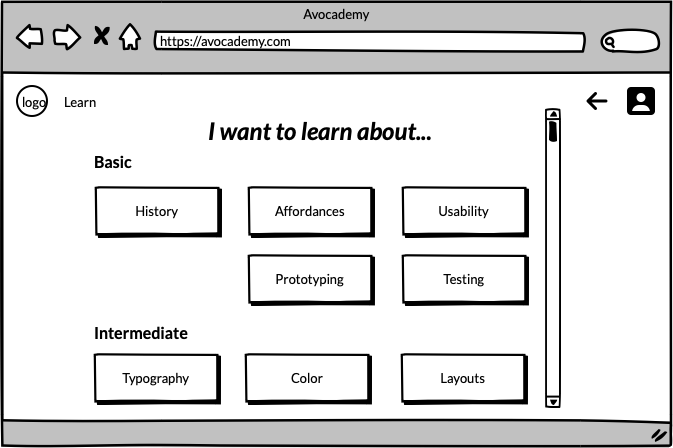 Avocademy
https://avocademy.com
logo Learn
I want to learn about...
Basic
History Affordances Usability
Prototyping Testing
Intermediate
Typography Color Layouts